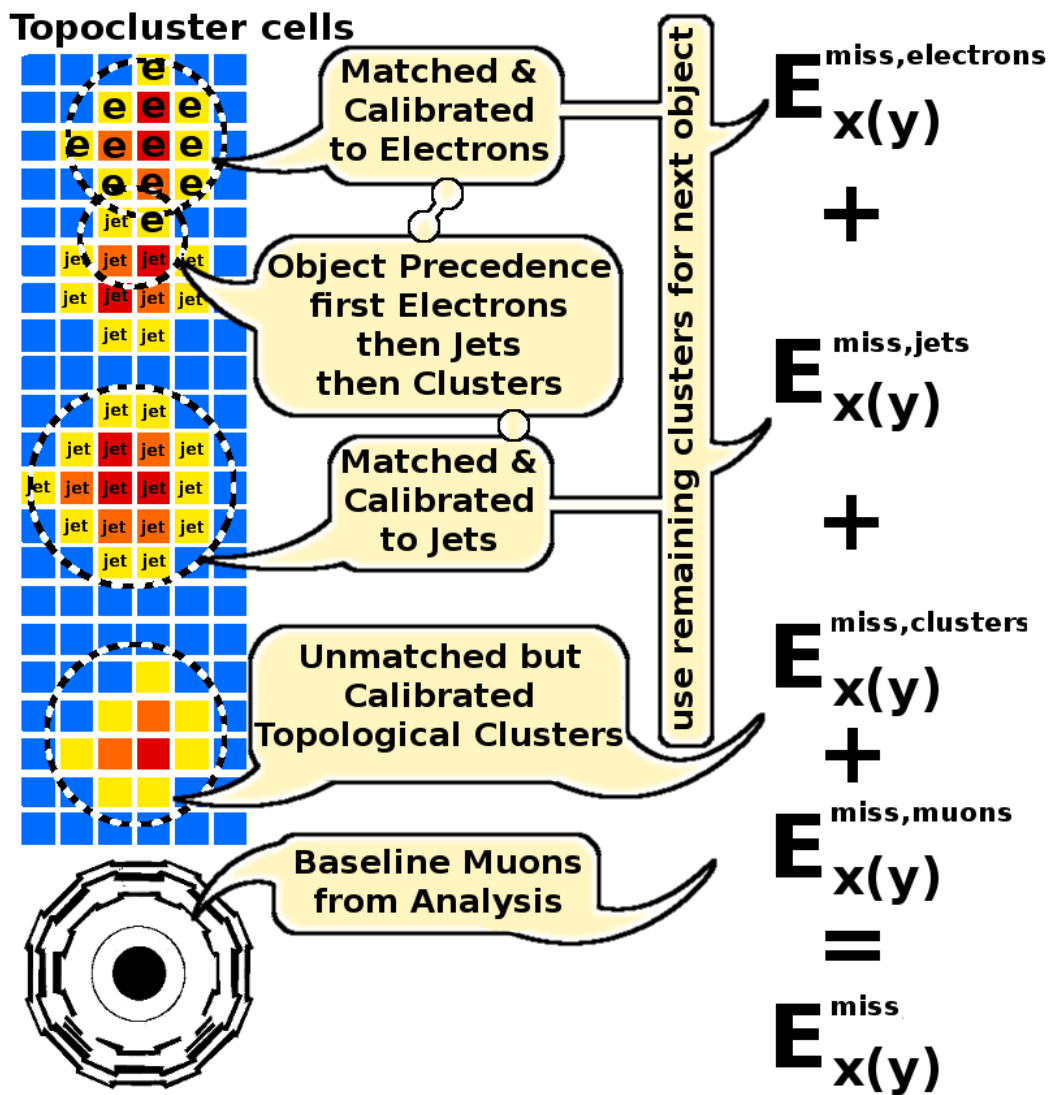 Topocluster cells
e
e e e
e e e e
e e e
jet e
jet jet jet jet
jet jet jet jet
jet jet
jet jet
jet jet jet jet
jet jet jet jet jet
jet jet jet jet
jet jet
Matched &
Calibrated
to Electrons
Object Precedence
first Electrons
then Jets
then Clusters
Matched &
Calibrated
to Jets
Unmatched but
Calibrated
Topological Clusters
Baseline Muons
from Analysis
use remaining clusters for next object
E miss,electrons
x(y)
+
E miss,jets
x(y)
+
E miss,clusters
x(y)
+
E miss,muons
x(y)
=
E miss
x(y)